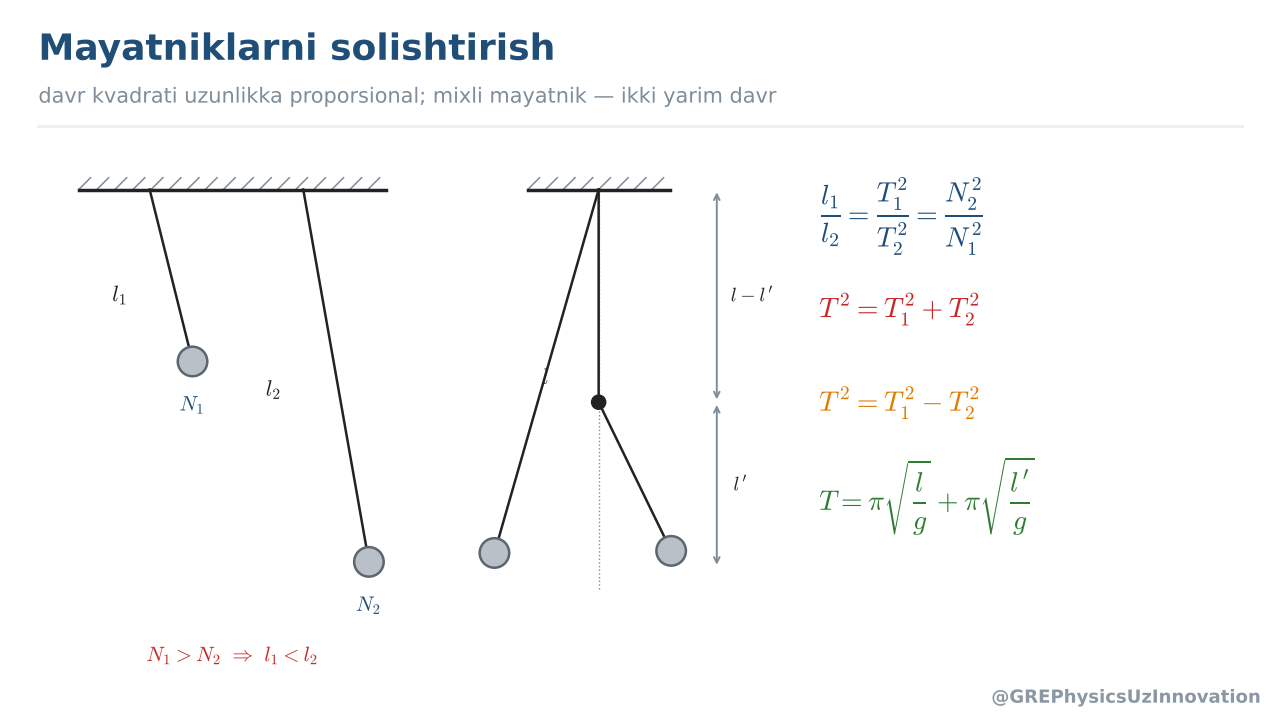 Mayatniklarni solishtirish
davr kvadrati uzunlikka proporsional; mixli mayatnik — ikki yarim davr
l₁
N₁
l₂
N₂
N₁ > N₂ ⇒ l₁ < l₂
l
l − l′
l′
l₁/l₂ = T₁²/T₂² = N₂²/N₁²
T² = T₁² + T₂²
T² = T₁² − T₂²
T = π√(l/g) + π√(l′/g)
@GREPhysicsUzInnovation